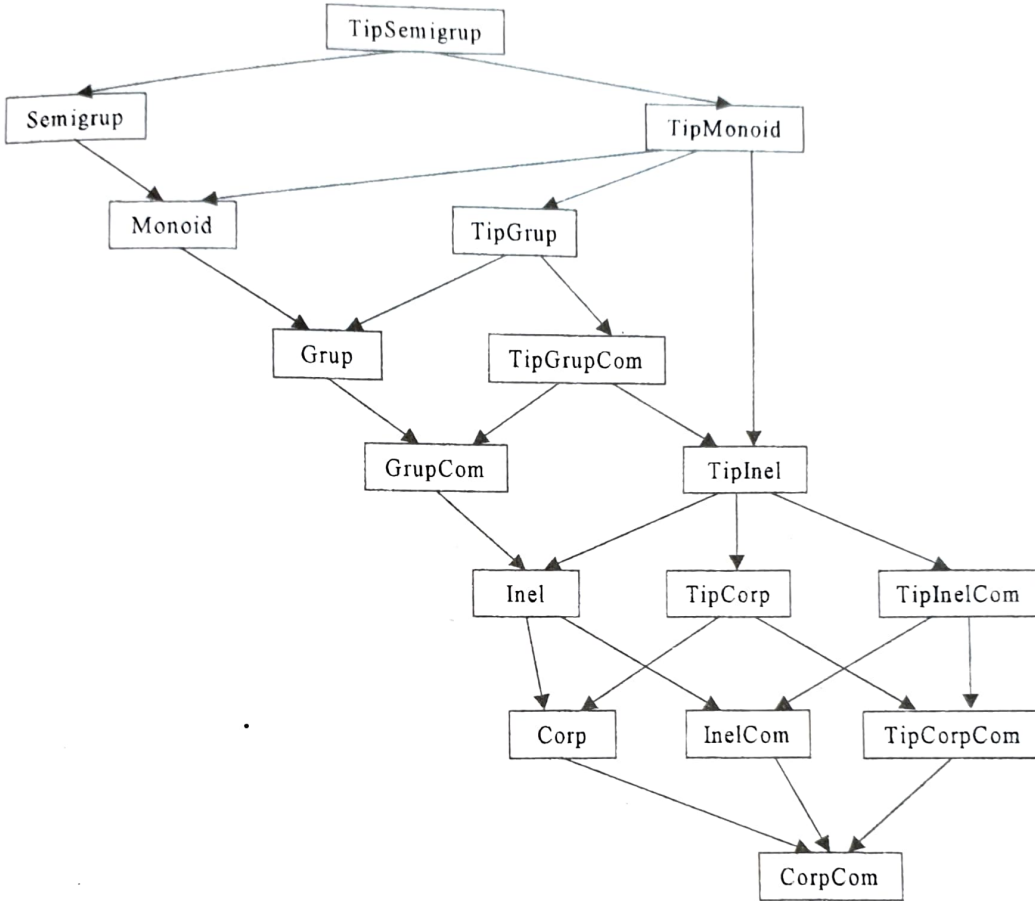 TipSemigrup
Semigrup
TipMonoid
Monoid
TipGrup
Grup
TipGrupCom
GrupCom
TipInel
Inel
TipCorp
TipInelCom
Corp
InelCom
TipCorpCom
CorpCom